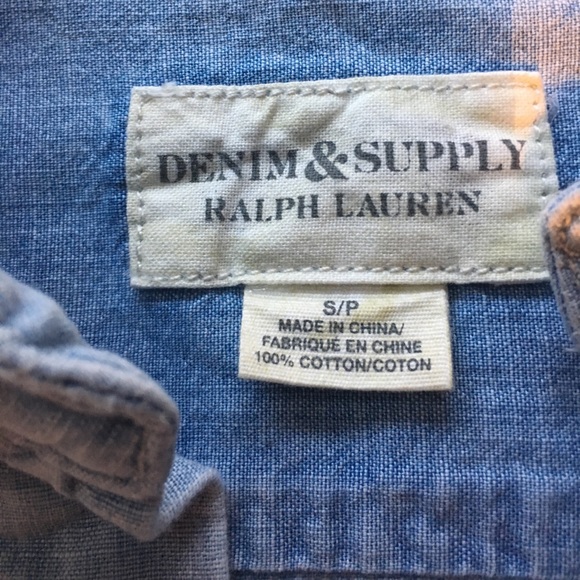 DENIM & SUPPLY
RALPH LAUREN
S/P
MADE IN CHINA/
FABRIQUÉ EN CHINE
100% COTTON/COTON